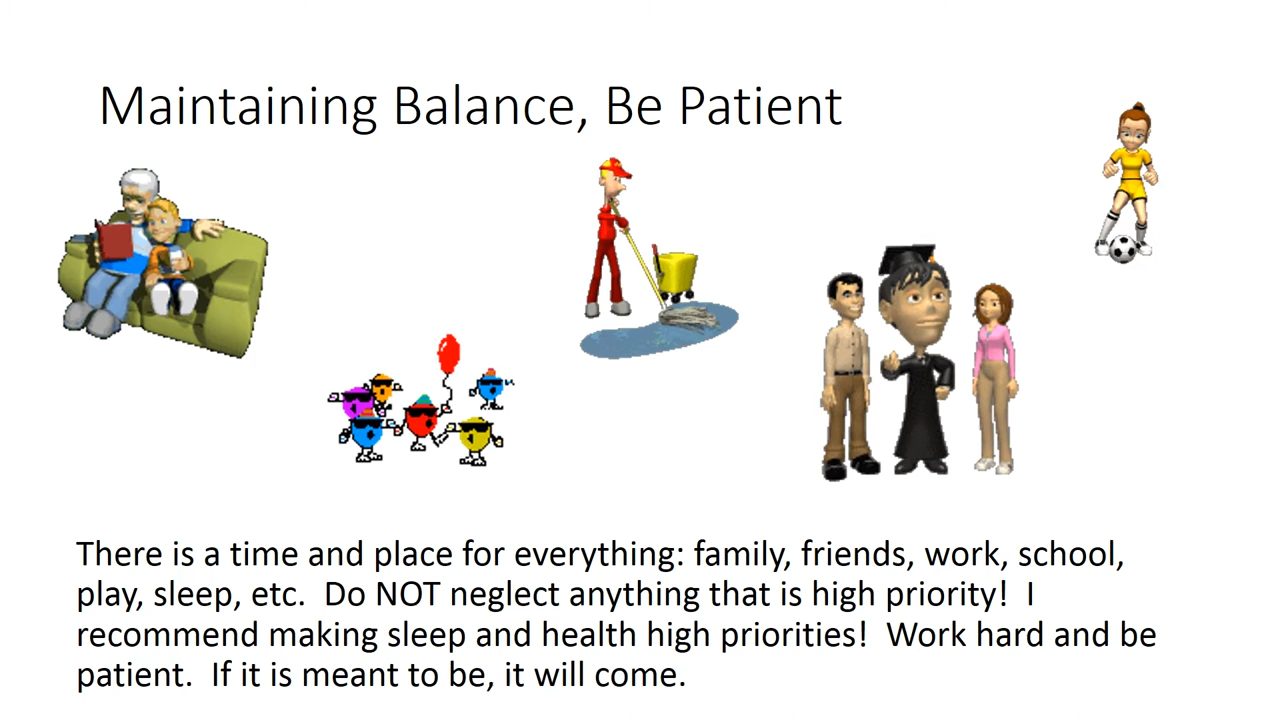 Maintaining Balance, Be Patient
There is a time and place for everything: family, friends, work, school,
play, sleep, etc.  Do NOT neglect anything that is high priority!  I
recommend making sleep and health high priorities!  Work hard and be
patient.  If it is meant to be, it will come.